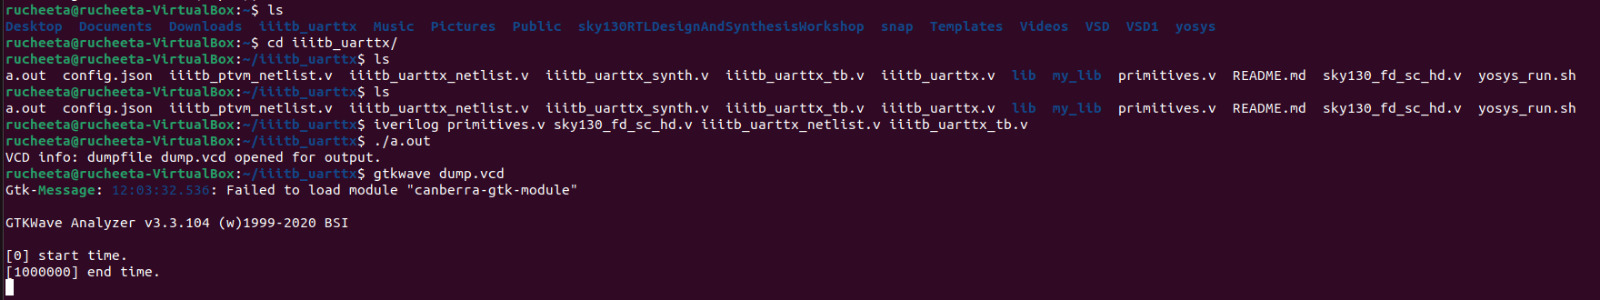 rucheeta@rucheeta-VirtualBox:~$ ls
Desktop  Documents  Downloads  iiitb_uarttx  Music  Pictures  Public  sky130RTLDesignAndSynthesisWorkshop  snap  Templates  Videos  VSD  VSD1  yosys
rucheeta@rucheeta-VirtualBox:~$ cd iiitb_uarttx/
rucheeta@rucheeta-VirtualBox:~/iiitb_uarttx$ ls
a.out  config.json  iiitb_ptvm_netlist.v  iiitb_uarttx_netlist.v  iiitb_uarttx_synth.v  iiitb_uarttx_tb.v  iiitb_uarttx.v  lib  my_lib  primitives.v  README.md  sky130_fd_sc_hd.v  yosys_run.sh
rucheeta@rucheeta-VirtualBox:~/iiitb_uarttx$ ls
a.out  config.json  iiitb_ptvm_netlist.v  iiitb_uarttx_netlist.v  iiitb_uarttx_synth.v  iiitb_uarttx_tb.v  iiitb_uarttx.v  lib  my_lib  primitives.v  README.md  sky130_fd_sc_hd.v  yosys_run.sh
rucheeta@rucheeta-VirtualBox:~/iiitb_uarttx$ iverilog primitives.v sky130_fd_sc_hd.v iiitb_uarttx_netlist.v iiitb_uarttx_tb.v
rucheeta@rucheeta-VirtualBox:~/iiitb_uarttx$ ./a.out
VCD info: dumpfile dump.vcd opened for output.
rucheeta@rucheeta-VirtualBox:~/iiitb_uarttx$ gtkwave dump.vcd
Gtk-Message: 12:03:32.536: Failed to load module "canberra-gtk-module"
GTKWave Analyzer v3.3.104 (w)1999-2020 BSI
[0] start time.
[1000000] end time.